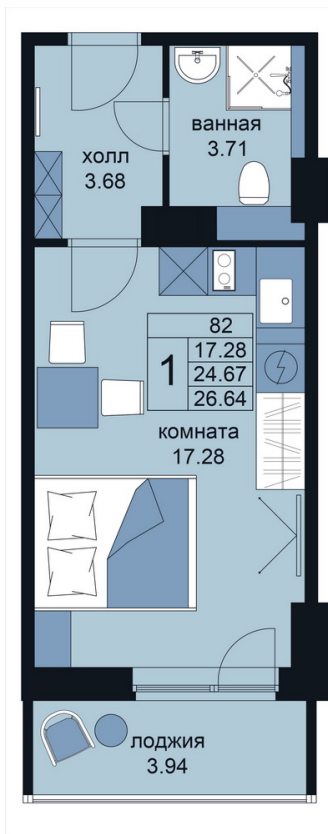 ванная
3.71
холл
3.68
82
1
17.28
24.67
26.64
комната
17.28
лоджия
3.94